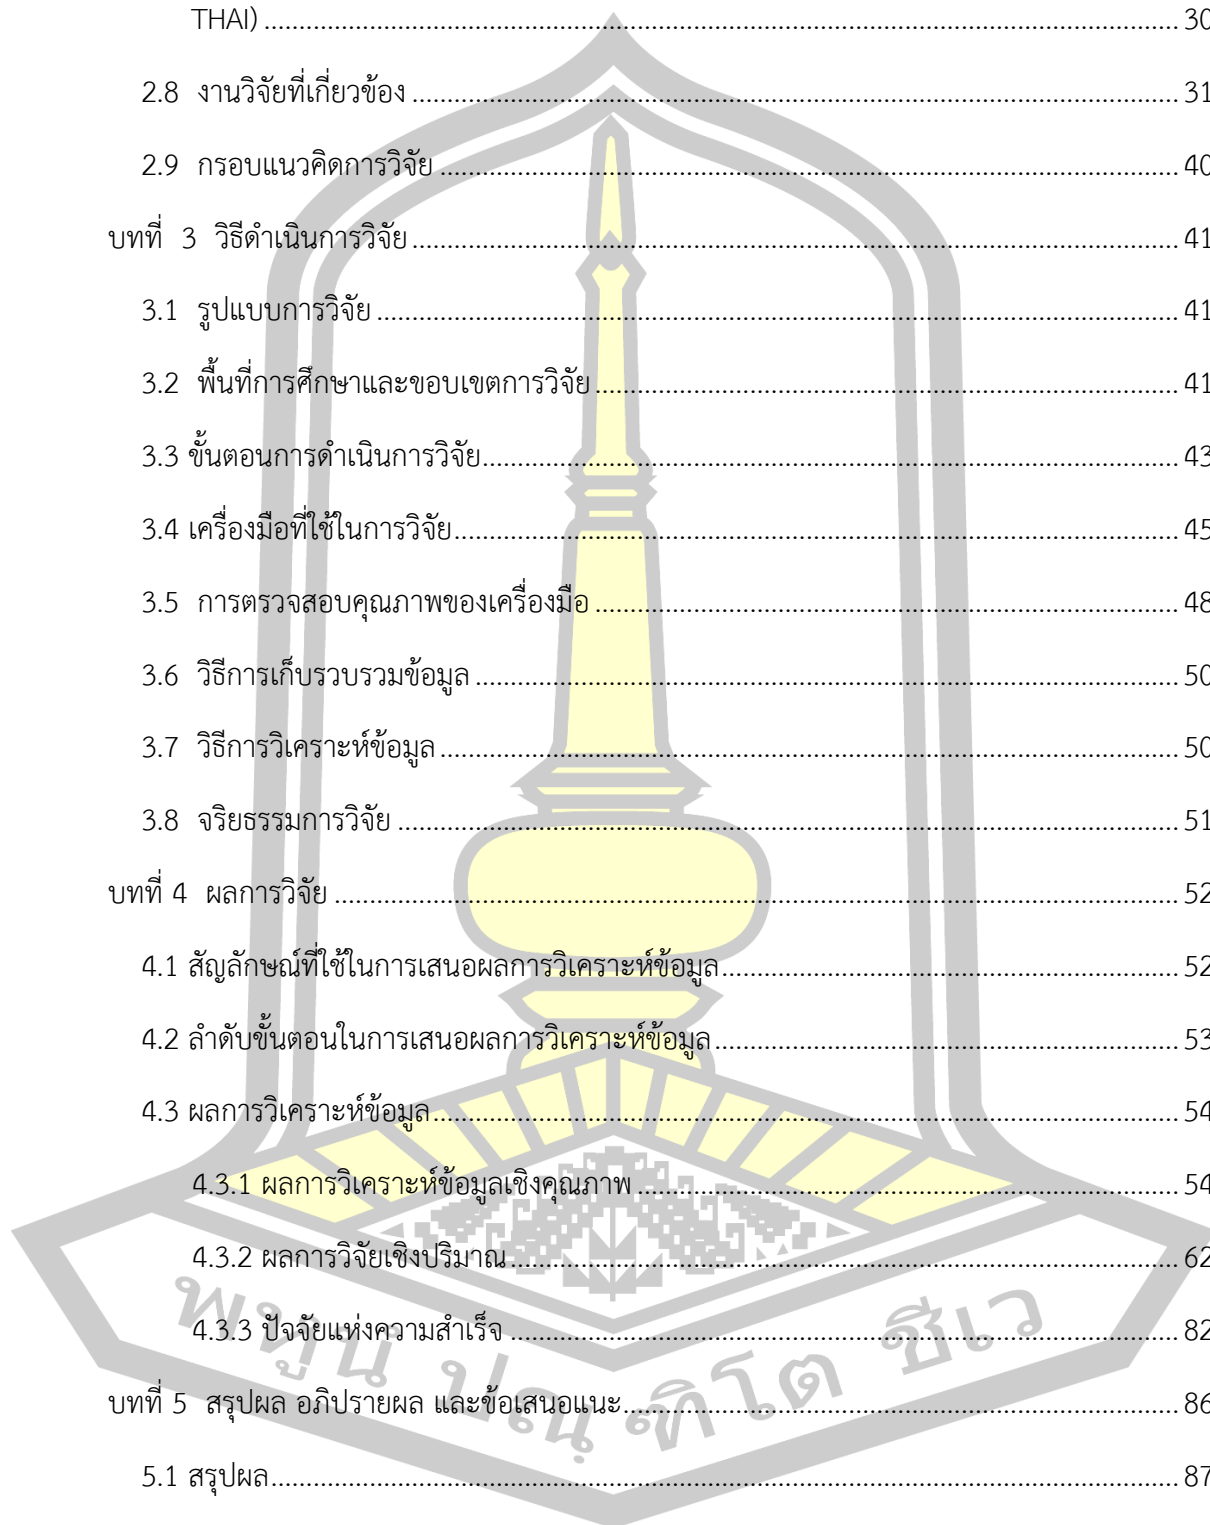 THAI) ........................................................................ 30
2.8 งานวิจัยที่เกี่ยวข้อง ........................................................................ 31
2.9 กรอบแนวคิดการวิจัย ........................................................................ 40
บทที่ 3 วิธีดำเนินการวิจัย ........................................................................ 41
3.1 รูปแบบการวิจัย ........................................................................ 41
3.2 พื้นที่การศึกษาและขอบเขตการวิจัย ........................................................................ 41
3.3 ขั้นตอนการดำเนินการวิจัย ........................................................................ 43
3.4 เครื่องมือที่ใช้ในการวิจัย ........................................................................ 45
3.5 การตรวจสอบคุณภาพของเครื่องมือ ........................................................................ 48
3.6 วิธีการเก็บรวบรวมข้อมูล ........................................................................ 50
3.7 วิธีการวิเคราะห์ข้อมูล ........................................................................ 50
3.8 จริยธรรมการวิจัย ........................................................................ 51
บทที่ 4 ผลการวิจัย ........................................................................ 52
4.1 สัญลักษณ์ที่ใช้ในการเสนอผลการวิเคราะห์ข้อมูล ........................................................................ 52
4.2 ลำดับขั้นตอนในการเสนอผลการวิเคราะห์ข้อมูล ........................................................................ 53
4.3 ผลการวิเคราะห์ข้อมูล ........................................................................ 54
4.3.1 ผลการวิเคราะห์ข้อมูลเชิงคุณภาพ ........................................................................ 54
4.3.2 ผลการวิจัยเชิงปริมาณ ........................................................................ 62
4.3.3 ปัจจัยแห่งความสำเร็จ ........................................................................ 82
พหูนํ ปณฺฑิโต ชีเว
บทที่ 5 สรุปผล อภิปรายผล และข้อเสนอแนะ ........................................................................ 86
5.1 สรุปผล ........................................................................ 87